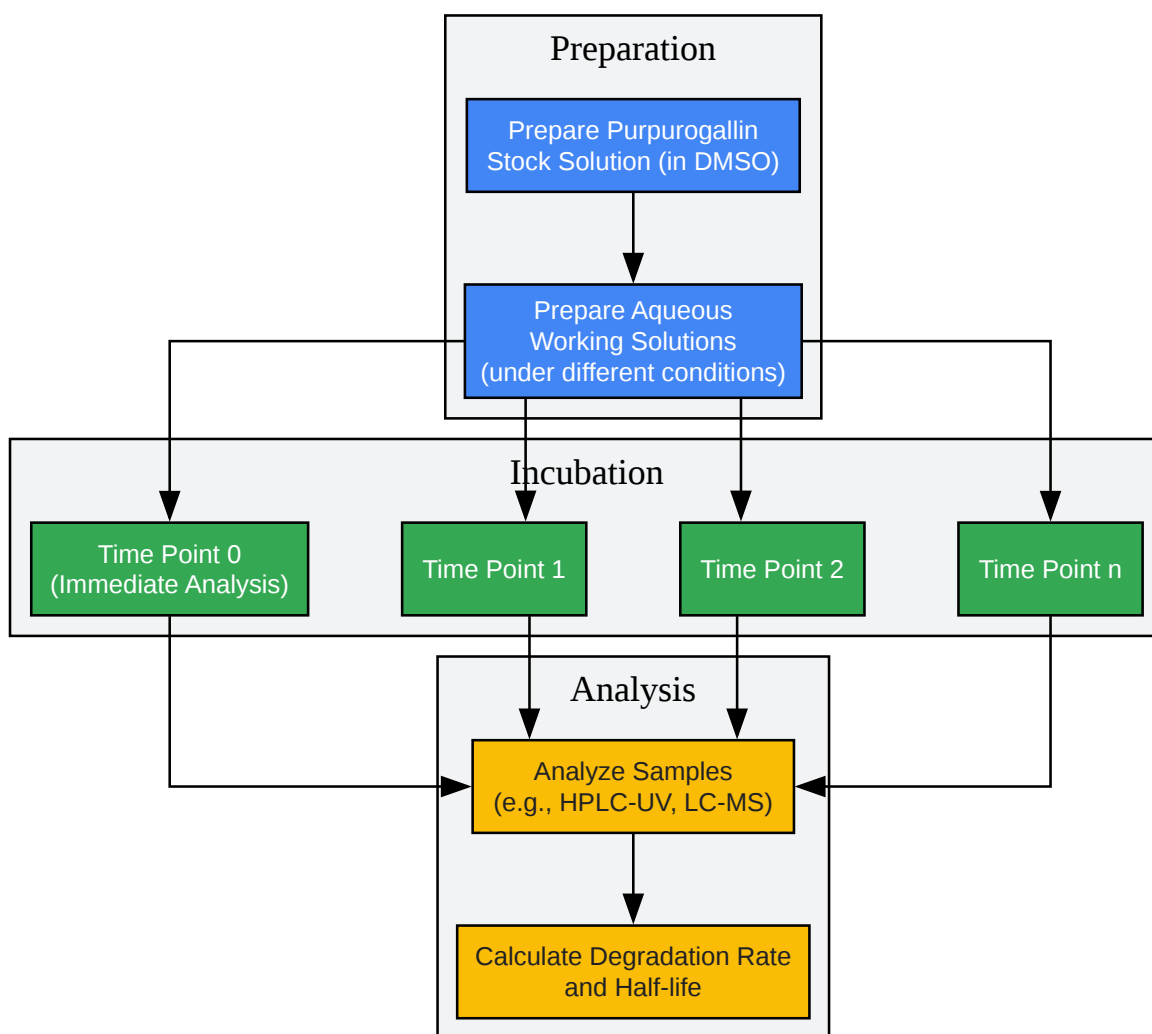 Preparation
Prepare Purpurogallin
Stock Solution (in DMSO)
Prepare Aqueous
Working Solutions
(under different conditions)
Incubation
Time Point 0
(Immediate Analysis)
Time Point 1
Time Point 2
Time Point n
Analysis
Analyze Samples
(e.g., HPLC-UV, LC-MS)
Calculate Degradation Rate
and Half-life